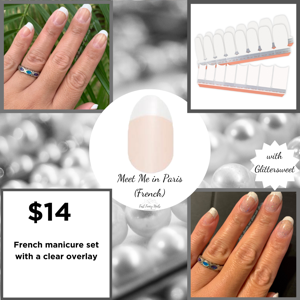 Meet Me in Paris
(French)
with
Glittersweet
$14
French manicure set
with a clear overlay